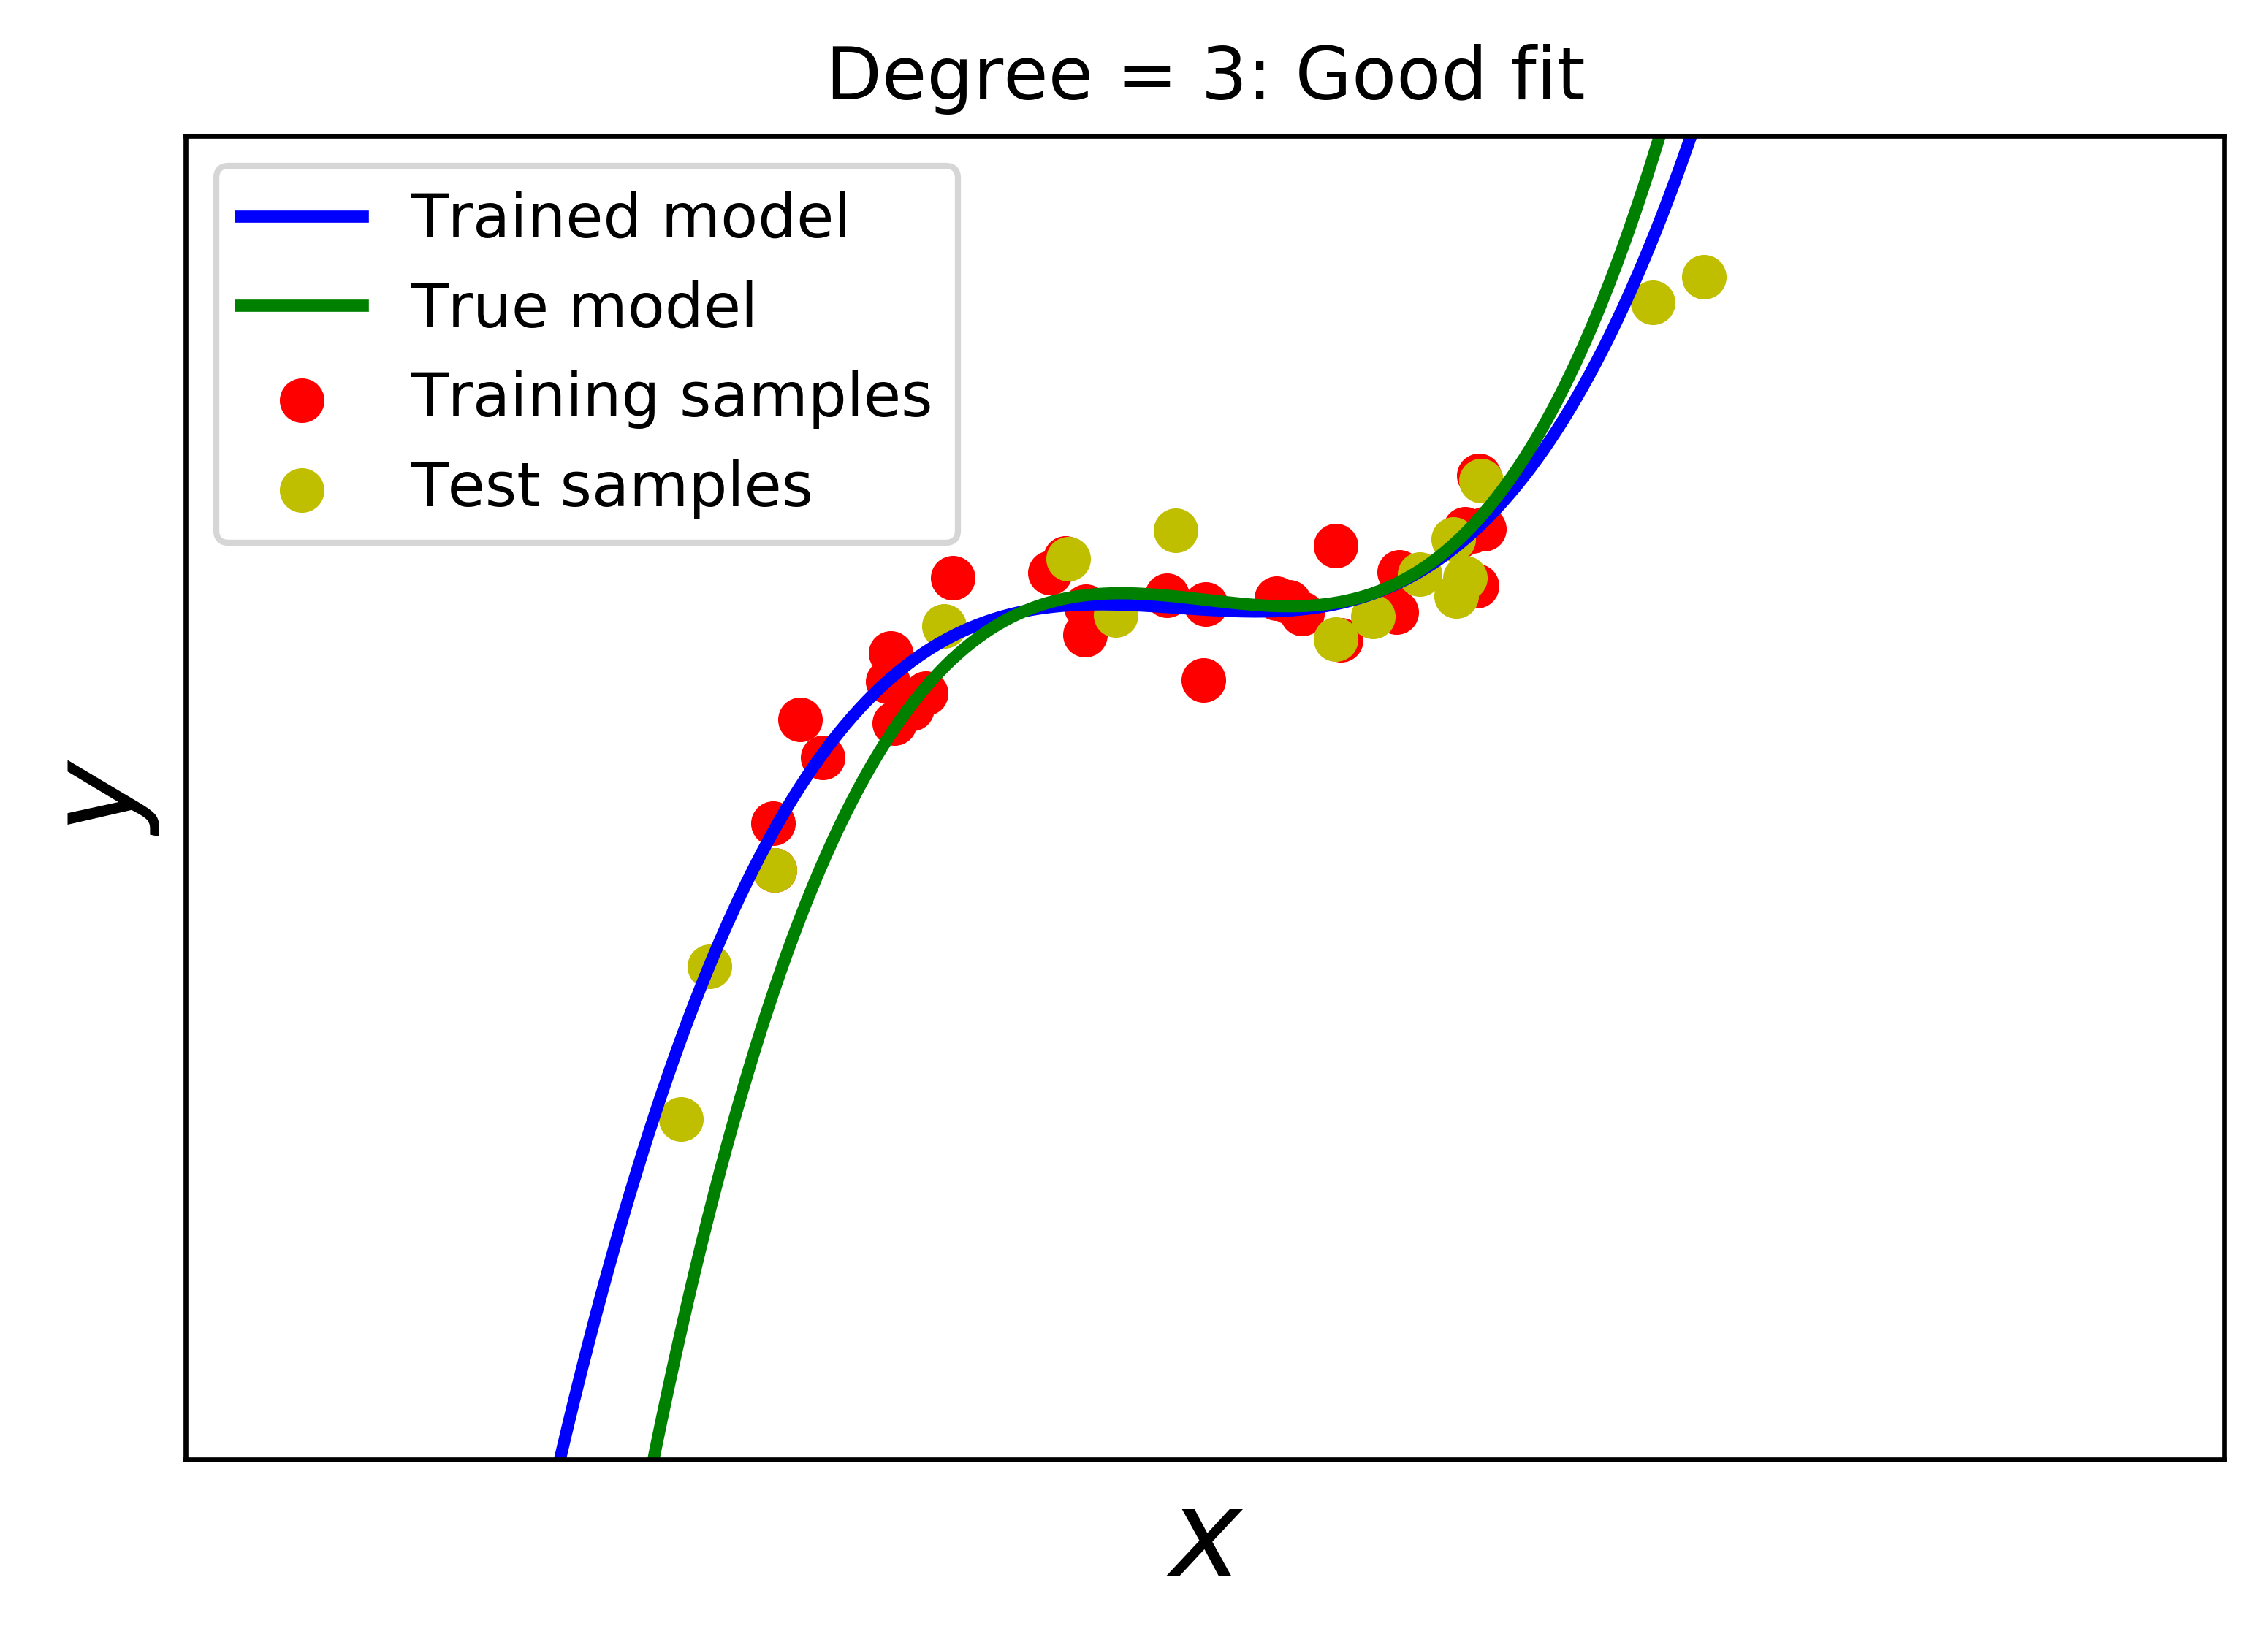 Degree = 3: Good fit
Trained model
True model
Training samples
Test samples
y
x